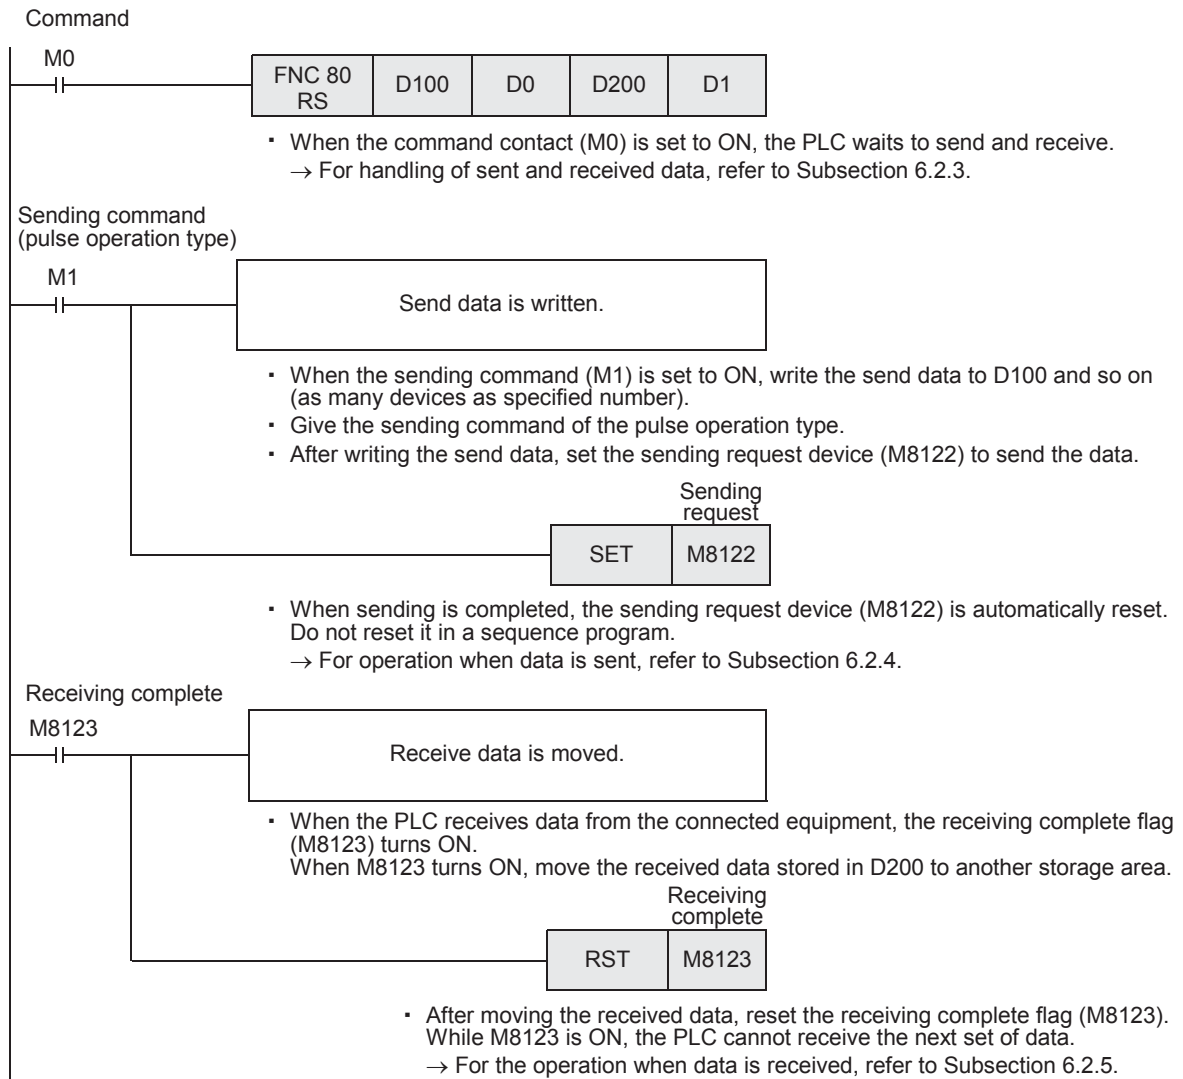 Command
M0
FNC 80
RS
D100
D0
D200
D1
▪ When the command contact (M0) is set to ON, the PLC waits to send and receive.
→ For handling of sent and received data, refer to Subsection 6.2.3.
Sending command
(pulse operation type)
M1
Send data is written.
▪ When the sending command (M1) is set to ON, write the send data to D100 and so on
(as many devices as specified number).
▪ Give the sending command of the pulse operation type.
▪ After writing the send data, set the sending request device (M8122) to send the data.
Sending
request
SET
M8122
▪ When sending is completed, the sending request device (M8122) is automatically reset.
Do not reset it in a sequence program.
→ For operation when data is sent, refer to Subsection 6.2.4.
Receiving complete
M8123
Receive data is moved.
▪ When the PLC receives data from the connected equipment, the receiving complete flag
(M8123) turns ON.
When M8123 turns ON, move the received data stored in D200 to another storage area.
Receiving
complete
RST
M8123
▪ After moving the received data, reset the receiving complete flag (M8123).
While M8123 is ON, the PLC cannot receive the next set of data.
→ For the operation when data is received, refer to Subsection 6.2.5.